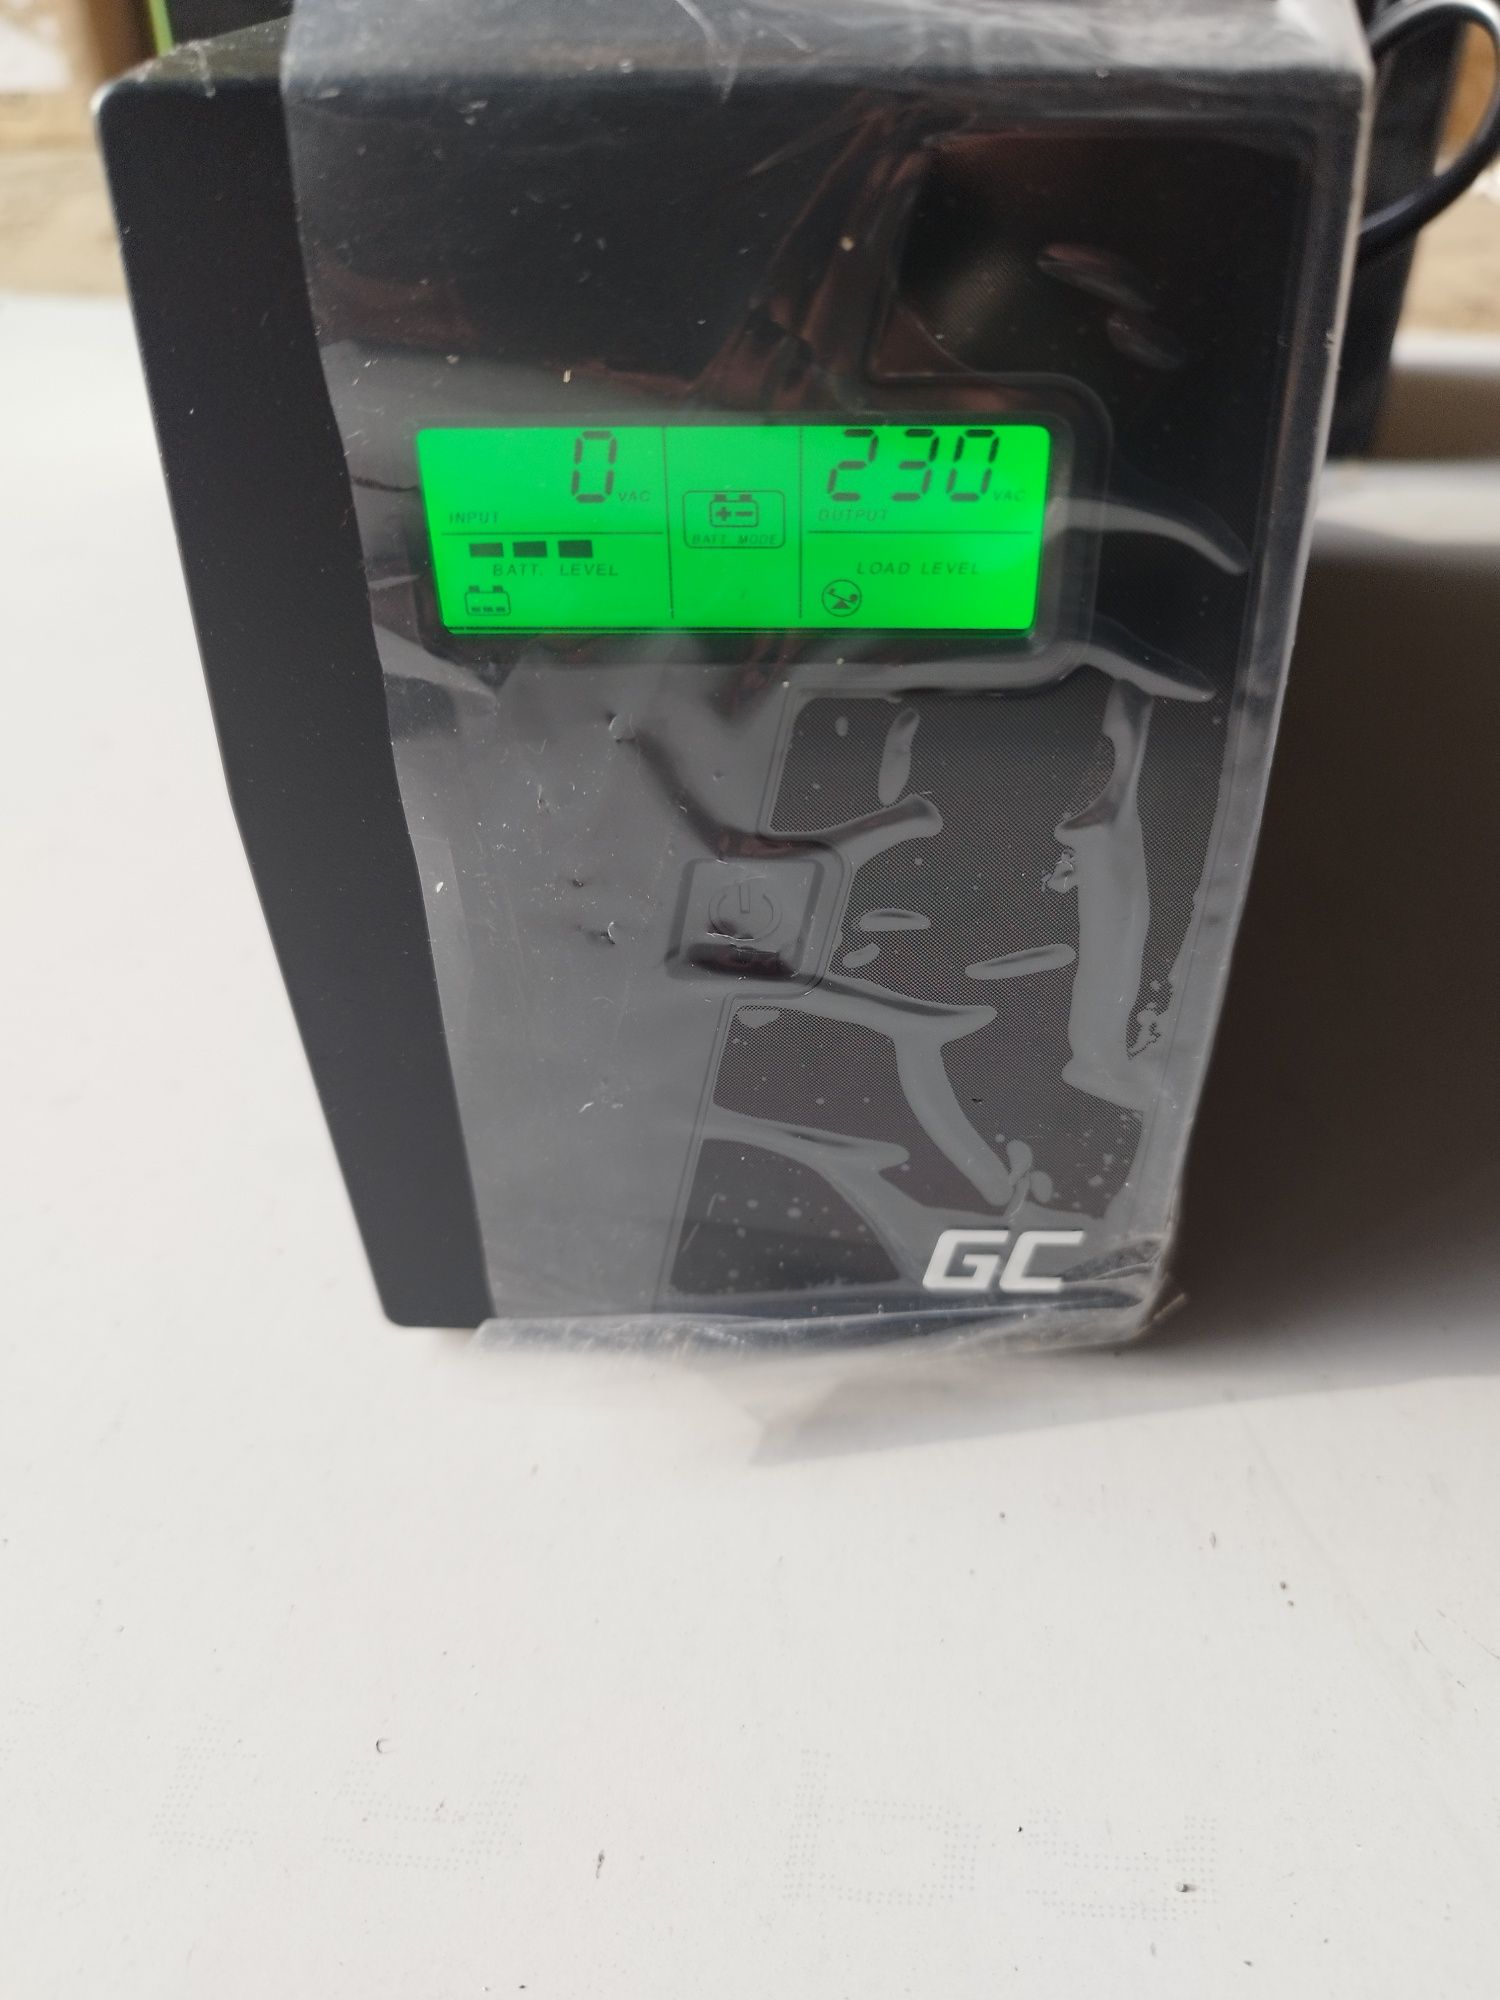 0 VAC
INPUT
BATT. LEVEL
BATT. MODE
230 VAC
OUTPUT
LOAD LEVEL
GC